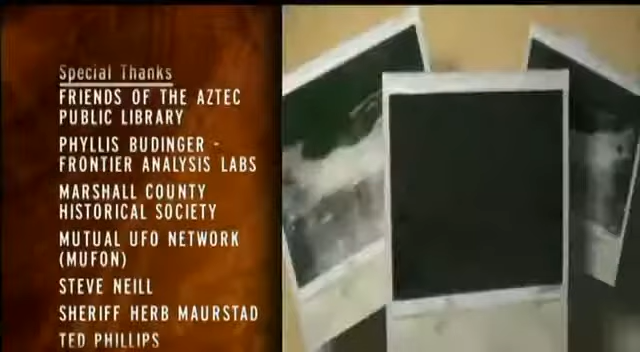 Special Thanks
FRIENDS OF THE AZTEC
PUBLIC LIBRARY
PHYLLIS BUDINGER -
FRONTIER ANALYSIS LABS
MARSHALL COUNTY
HISTORICAL SOCIETY
MUTUAL UFO NETWORK
(MUFON)
STEVE NEILL
SHERIFF HERB MAURSTAD
TED PHILLIPS